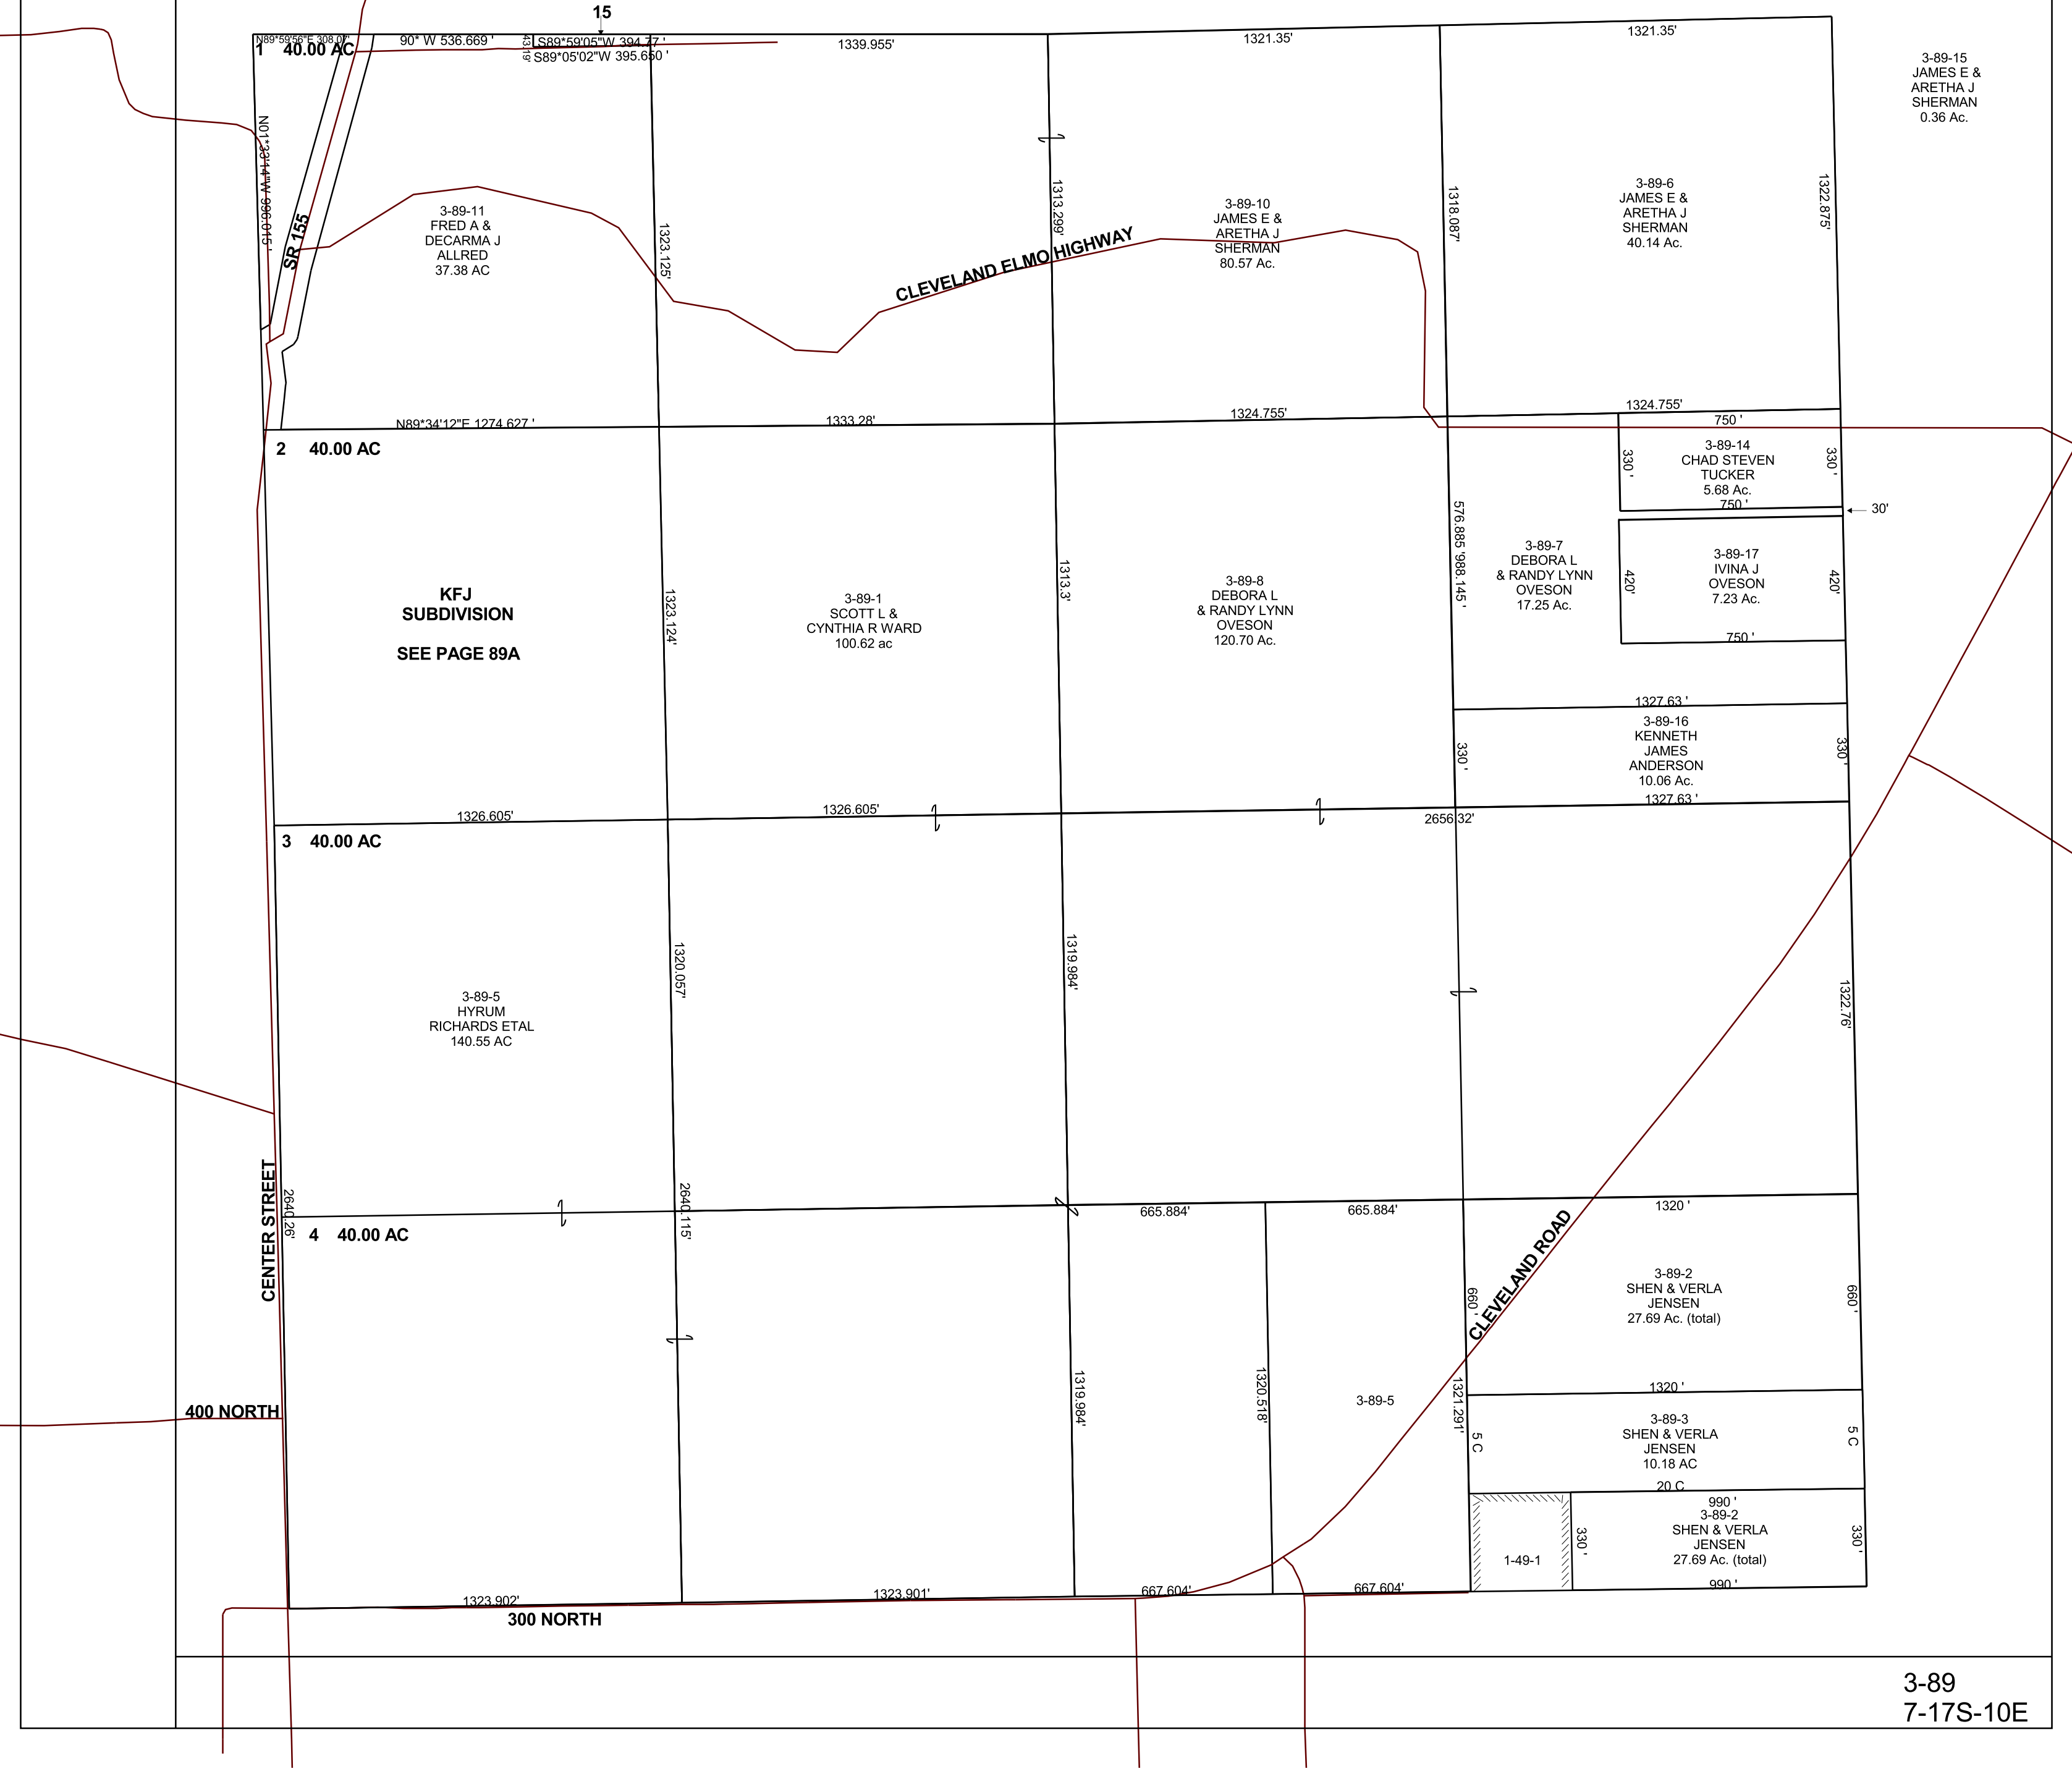 15
N89*59'56"E 308.07'
1 40.00 AC
90* W 536.669 '
43.19'
S89*59'05"W 394.77 '
S89*05'02"W 395.650 '
1339.955'
1321.35'
1321.35'
3-89-15
JAMES E &
ARETHA J
SHERMAN
0.36 Ac.
N01*33'14"W 996.015 '
SR 155
3-89-11
FRED A &
DECARMA J
ALLRED
37.38 AC
1323.125'
1313.299'
CLEVELAND ELMO HIGHWAY
3-89-10
JAMES E &
ARETHA J
SHERMAN
80.57 Ac.
1318.087'
3-89-6
JAMES E &
ARETHA J
SHERMAN
40.14 Ac.
1322.875'
N89*34'12"E 1274.627 '
1333.28'
1324.755'
1324.755'
2 40.00 AC
750 '
330 '
3-89-14
CHAD STEVEN
TUCKER
5.68 Ac.
750 '
330 '
30'
KFJ
SUBDIVISION
SEE PAGE 89A
1323.124'
3-89-1
SCOTT L &
CYNTHIA R WARD
100.62 ac
1313.3'
3-89-8
DEBORA L
& RANDY LYNN
OVESON
120.70 Ac.
576.885 '988.145 '
3-89-7
DEBORA L
& RANDY LYNN
OVESON
17.25 Ac.
420'
3-89-17
IVINA J
OVESON
7.23 Ac.
420'
750 '
1327.63 '
330 '
3-89-16
KENNETH
JAMES
ANDERSON
10.06 Ac.
330 '
1327.63 '
1326.605'
1326.605'
2656.32'
3 40.00 AC
3-89-5
HYRUM
RICHARDS ETAL
140.55 AC
1320.057'
1319.984'
1322.76'
CENTER STREET
2640.26'
4 40.00 AC
2640.115'
665.884'
665.884'
1320 '
660 '
CLEVELAND ROAD
3-89-2
SHEN & VERLA
JENSEN
27.69 Ac. (total)
660 '
1320 '
400 NORTH
1319.984'
1320.518'
3-89-5
1321.291'
5 C
3-89-3
SHEN & VERLA
JENSEN
10.18 AC
5 C
20 C
990 '
1-49-1
330 '
3-89-2
SHEN & VERLA
JENSEN
27.69 Ac. (total)
330 '
990 '
1323.902'
1323.901'
667.604'
667.604'
300 NORTH
3-89
7-17S-10E